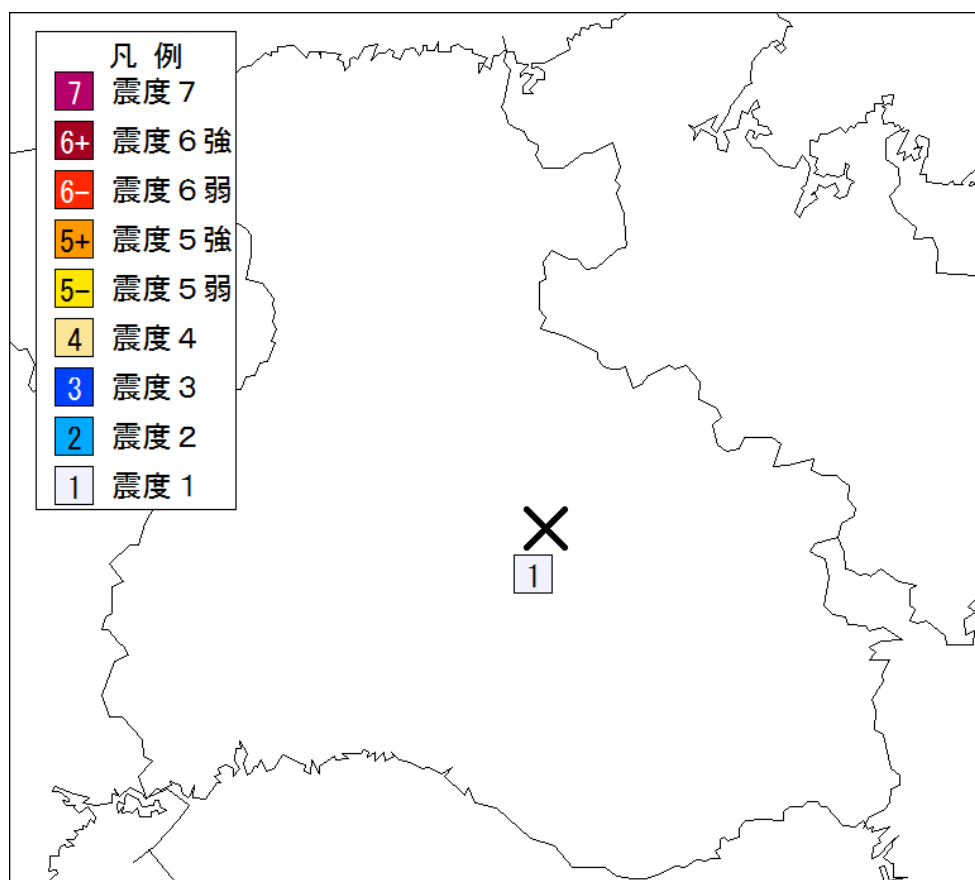 凡 例
7 震度７
6+ 震度６強
6- 震度６弱
5+ 震度５強
5- 震度５弱
4 震度４
3 震度３
2 震度２
1 震度１
1